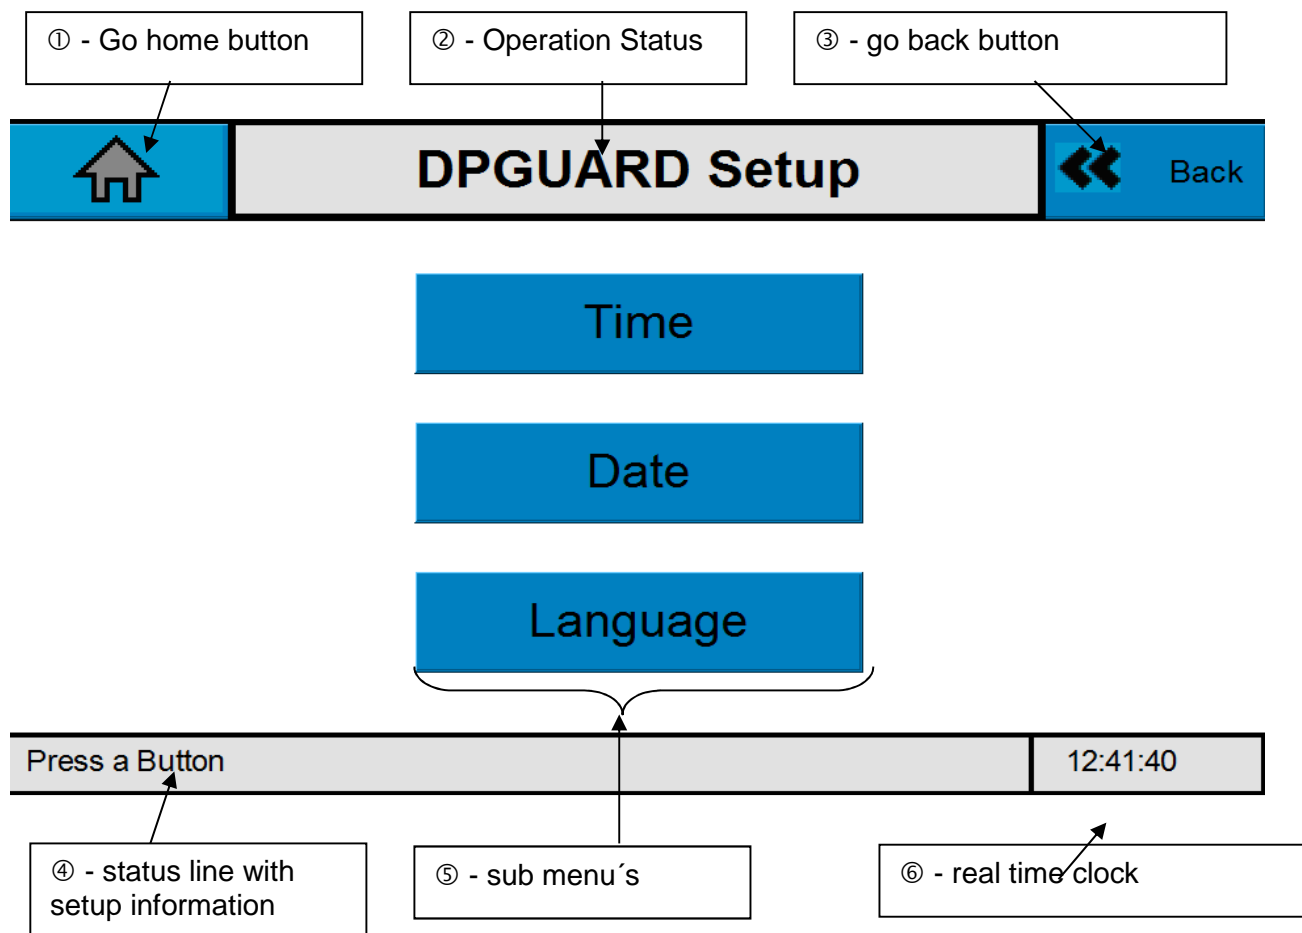 ① - Go home button
② - Operation Status
③ - go back button
DPGUARD Setup
Back
Time
Date
Language
Press a Button
12:41:40
④ - status line with
setup information
⑤ - sub menu´s
⑥ - real time clock